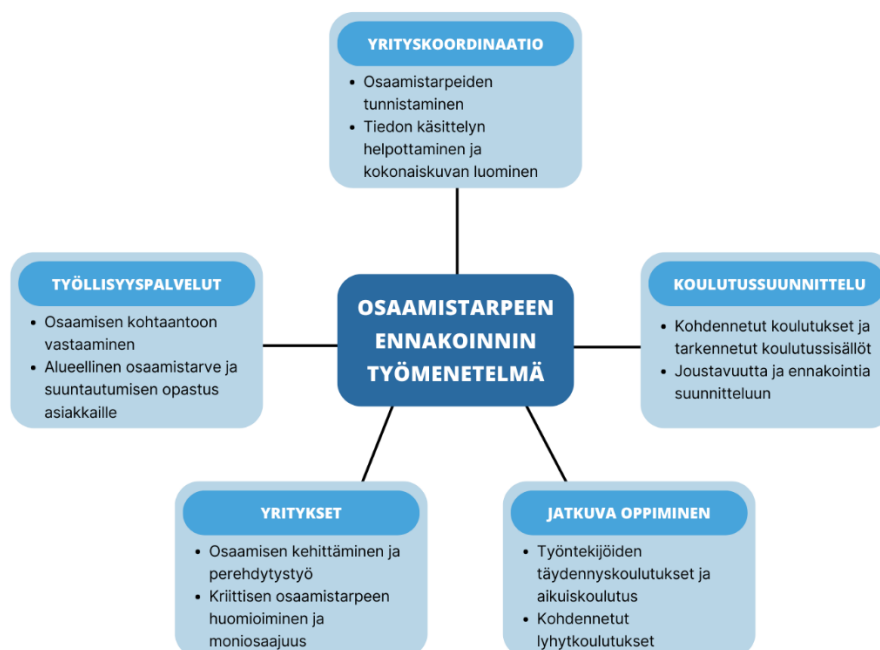 YRITYSKOORDINAATIO
• Osaamistarpeiden
tunnistaminen
• Tiedon käsittelyn
helpottaminen ja
kokonaiskuvan luominen
TYÖLLISYYSPALVELUT
• Osaamisen kohtaantoon
vastaaminen
• Alueellinen osaamistarve ja
suuntautumisen opastus
asiakkaille
OSAAMISTARPEEN
ENNAKOINNIN
TYÖMENETELMÄ
KOULUTUSSUUNNITTELU
• Kohdennetut koulutukset ja
tarkennetut koulutussisällöt
• Joustavuutta ja ennakointia
suunnitteluun
YRITYKSET
• Osaamisen kehittäminen ja
perehdytystyö
• Kriittisen osaamistarpeen
huomioiminen ja
moniosaajuus
JATKUVA OPPIMINEN
• Työntekijöiden
täydennyskoulutukset ja
aikuiskoulutus
• Kohdennetut
lyhytkoulutukset